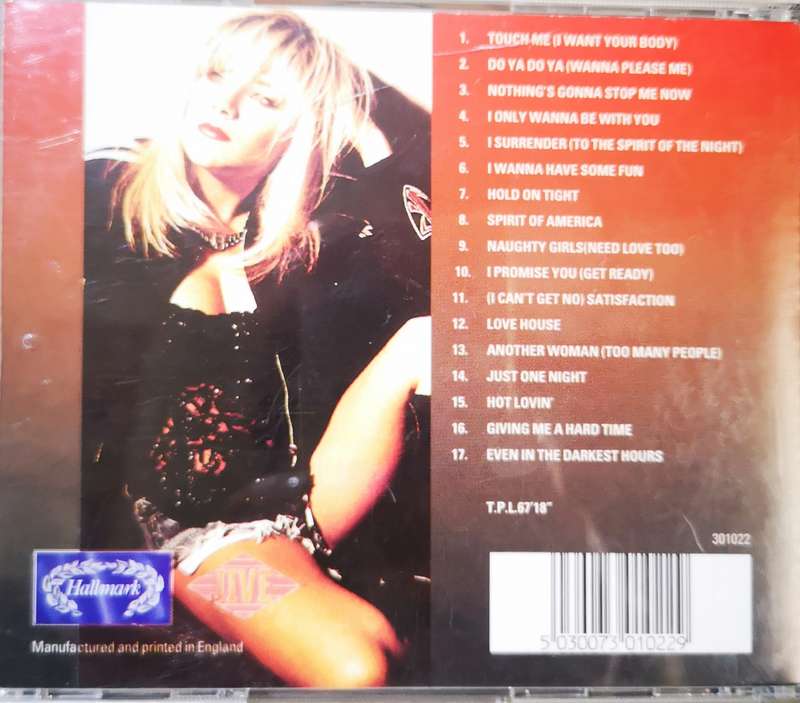 1. TOUCH ME (I WANT YOUR BODY)
2. DO YA DO YA (WANNA PLEASE ME)
3. NOTHING'S GONNA STOP ME NOW
4. I ONLY WANNA BE WITH YOU
5. I SURRENDER (TO THE SPIRIT OF THE NIGHT)
6. I WANNA HAVE SOME FUN
7. HOLD ON TIGHT
8. SPIRIT OF AMERICA
9. NAUGHTY GIRLS(NEED LOVE TOO)
10. I PROMISE YOU (GET READY)
11. (I CAN'T GET NO) SATISFACTION
12. LOVE HOUSE
13. ANOTHER WOMAN (TOO MANY PEOPLE)
14. JUST ONE NIGHT
15. HOT LOVIN'
16. GIVING ME A HARD TIME
17. EVEN IN THE DARKEST HOURS
T.P.L.67'18"
301022
5 030073 010229
Hallmark
JIVE
Manufactured and printed in England